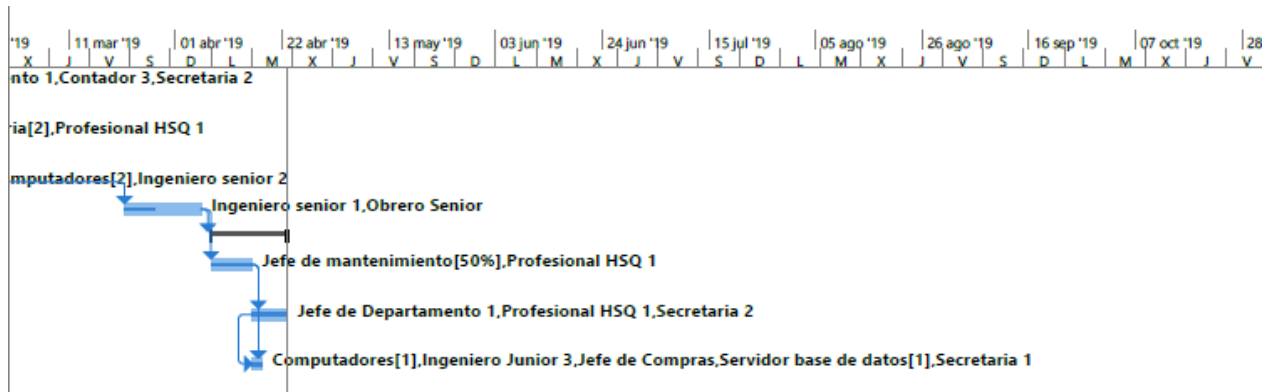 '19 11 mar '19 01 abr '19 22 abr '19 13 may '19 03 jun '19 24 jun '19 15 jul '19 05 ago '19 26 ago '19 16 sep '19 07 oct '19 28
X J V S D L M X J V S D L M X J V S D L M X J V S D L M X J V
nto 1,Contador 3,Secretaria 2
ria[2],Profesional HSQ 1
mputadores[2],Ingeniero senior 2
Ingeniero senior 1,Obrero Senior
Jefe de mantenimiento[50%],Profesional HSQ 1
Jefe de Departamento 1,Profesional HSQ 1,Secretaria 2
Computadores[1],Ingeniero Junior 3,Jefe de Compras,Servidor base de datos[1],Secretaria 1